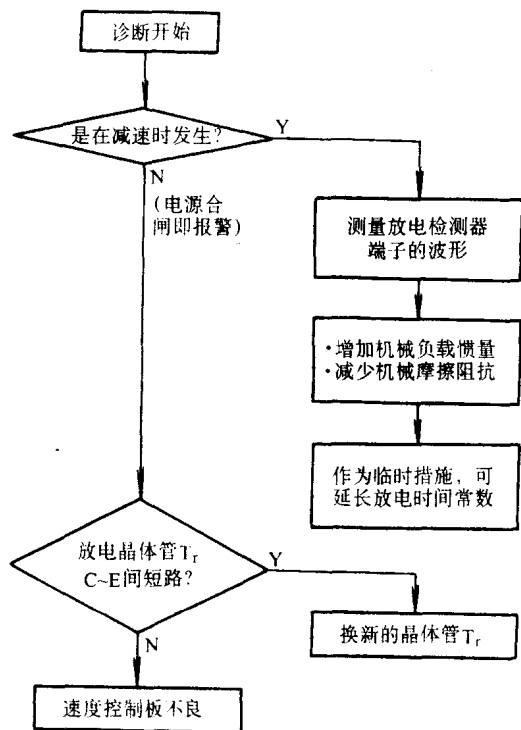 诊断开始
是在减速时发生?
Y
N
(电源合
闸即报警)
测量放电检测器
端子的波形
·增加机械负载惯量
·减少机械摩擦阻抗
作为临时措施,可
延长放电时间常数
放电晶体管Tr
C~E间短路?
Y
N
换新的晶体管Tr
速度控制板不良